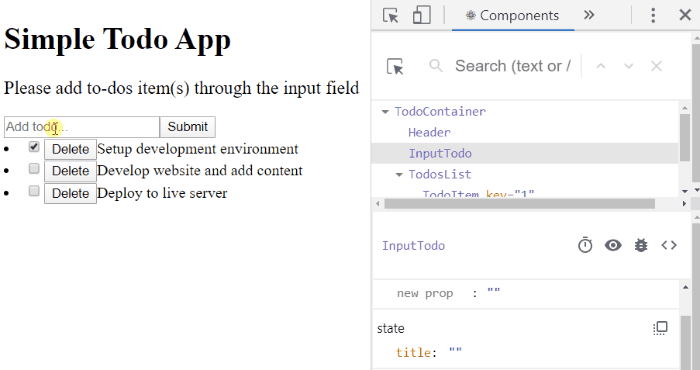 Simple Todo App
Please add to-dos item(s) through the input field
Add todo...
Submit
Delete Setup development environment
Delete Develop website and add content
Delete Deploy to live server
Components
Search (text or /
TodoContainer
Header
InputTodo
TodosList
TodoItem key="1"
InputTodo
new prop : ""
state
title: ""